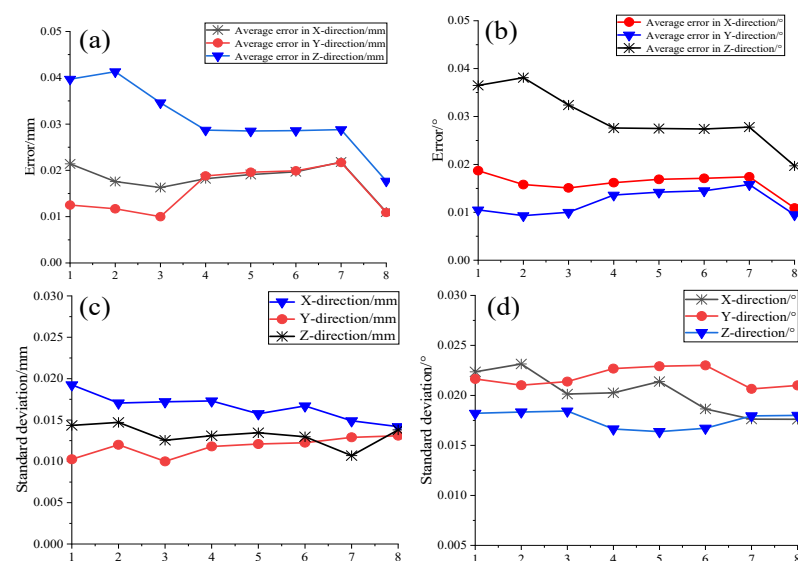 (a)
Average error in X-direction/mm
Average error in Y-direction/mm
Average error in Z-direction/mm
Error/mm
0.05
0.04
0.03
0.02
0.01
0.00
1 2 3 4 5 6 7 8
(b)
Average error in X-direction/°
Average error in Y-direction/°
Average error in Z-direction/°
Error/°
0.05
0.04
0.03
0.02
0.01
0.00
1 2 3 4 5 6 7 8
(c)
X-direction/mm
Y-direction/mm
Z-direction/mm
Standard deviation/mm
0.030
0.025
0.020
0.015
0.010
0.005
0.000
1 2 3 4 5 6 7 8
(d)
X-direction/°
Y-direction/°
Z-direction/°
Standard deviation/°
0.030
0.025
0.020
0.015
0.010
0.005
1 2 3 4 5 6 7 8